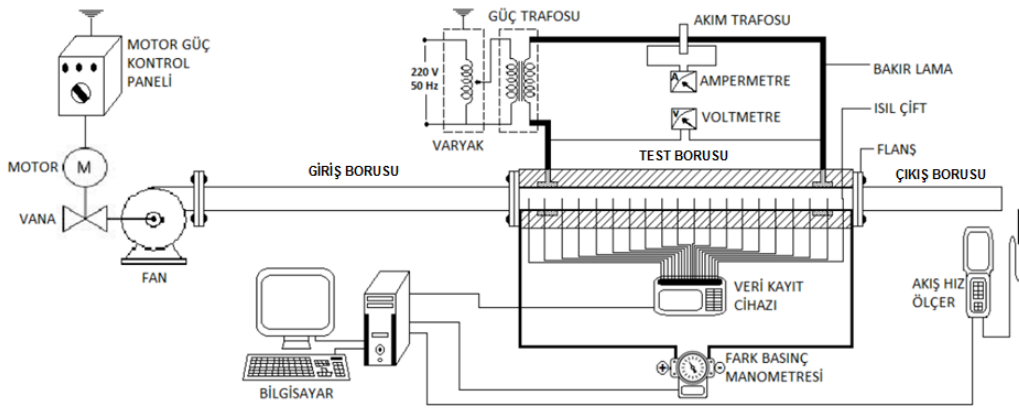 MOTOR GÜÇ
KONTROL
PANELİ
GÜÇ TRAFOSU
AKIM TRAFOSU
220 V
50 Hz
A
AMPERMETRE
BAKIR LAMA
V
VOLTMETRE
ISIL ÇİFT
VARYAK
FLANŞ
MOTOR
M
GİRİŞ BORUSU
TEST BORUSU
ÇIKIŞ BORUSU
VANA
FAN
VERİ KAYIT
CİHAZI
AKIŞ HIZ
ÖLÇER
FARK BASINÇ
MANOMETRESİ
+
-
BİLGİSAYAR